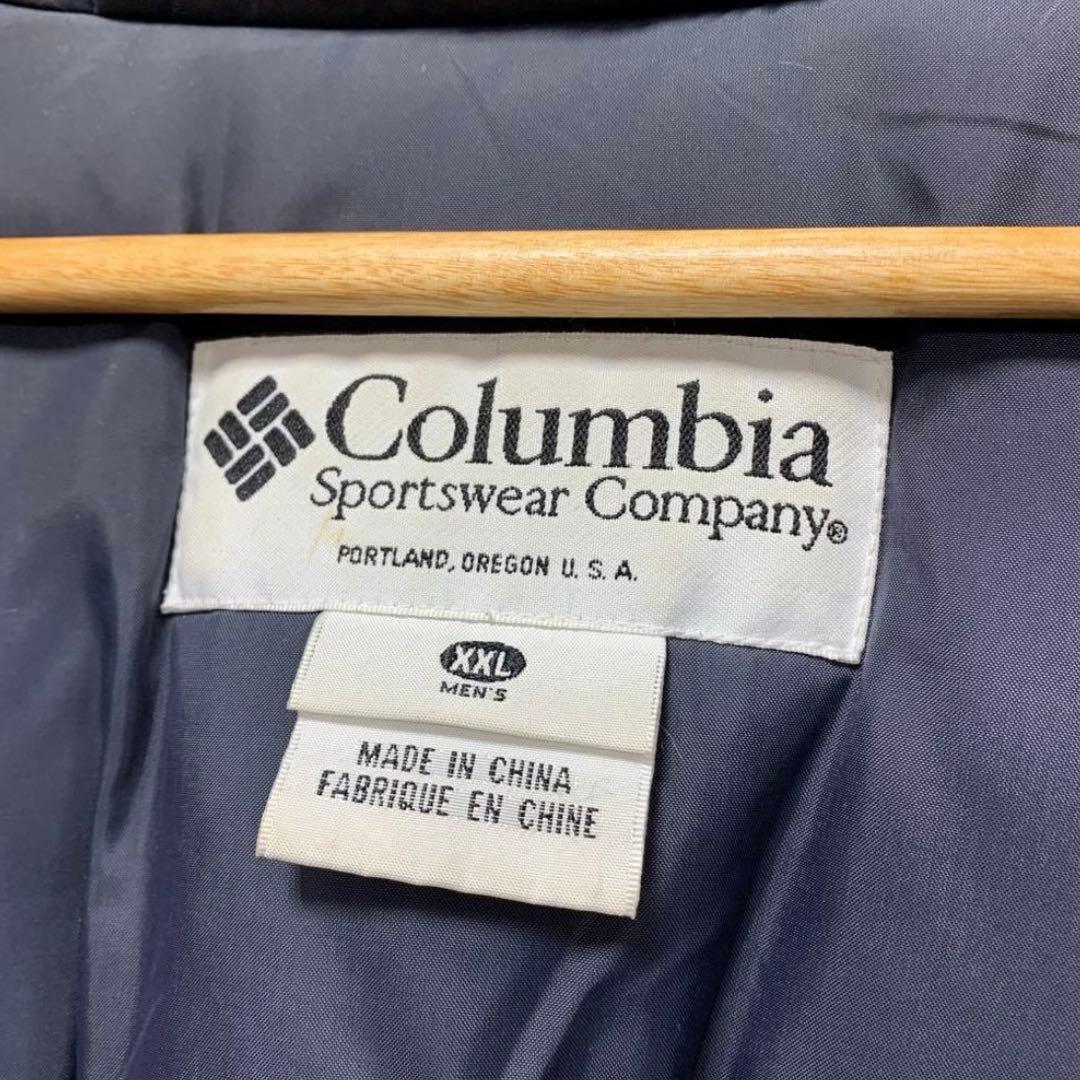 Columbia
Sportswear Company®
PORTLAND, OREGON U.S.A.
XXL
MEN'S
MADE IN CHINA
FABRIQUE EN CHINE